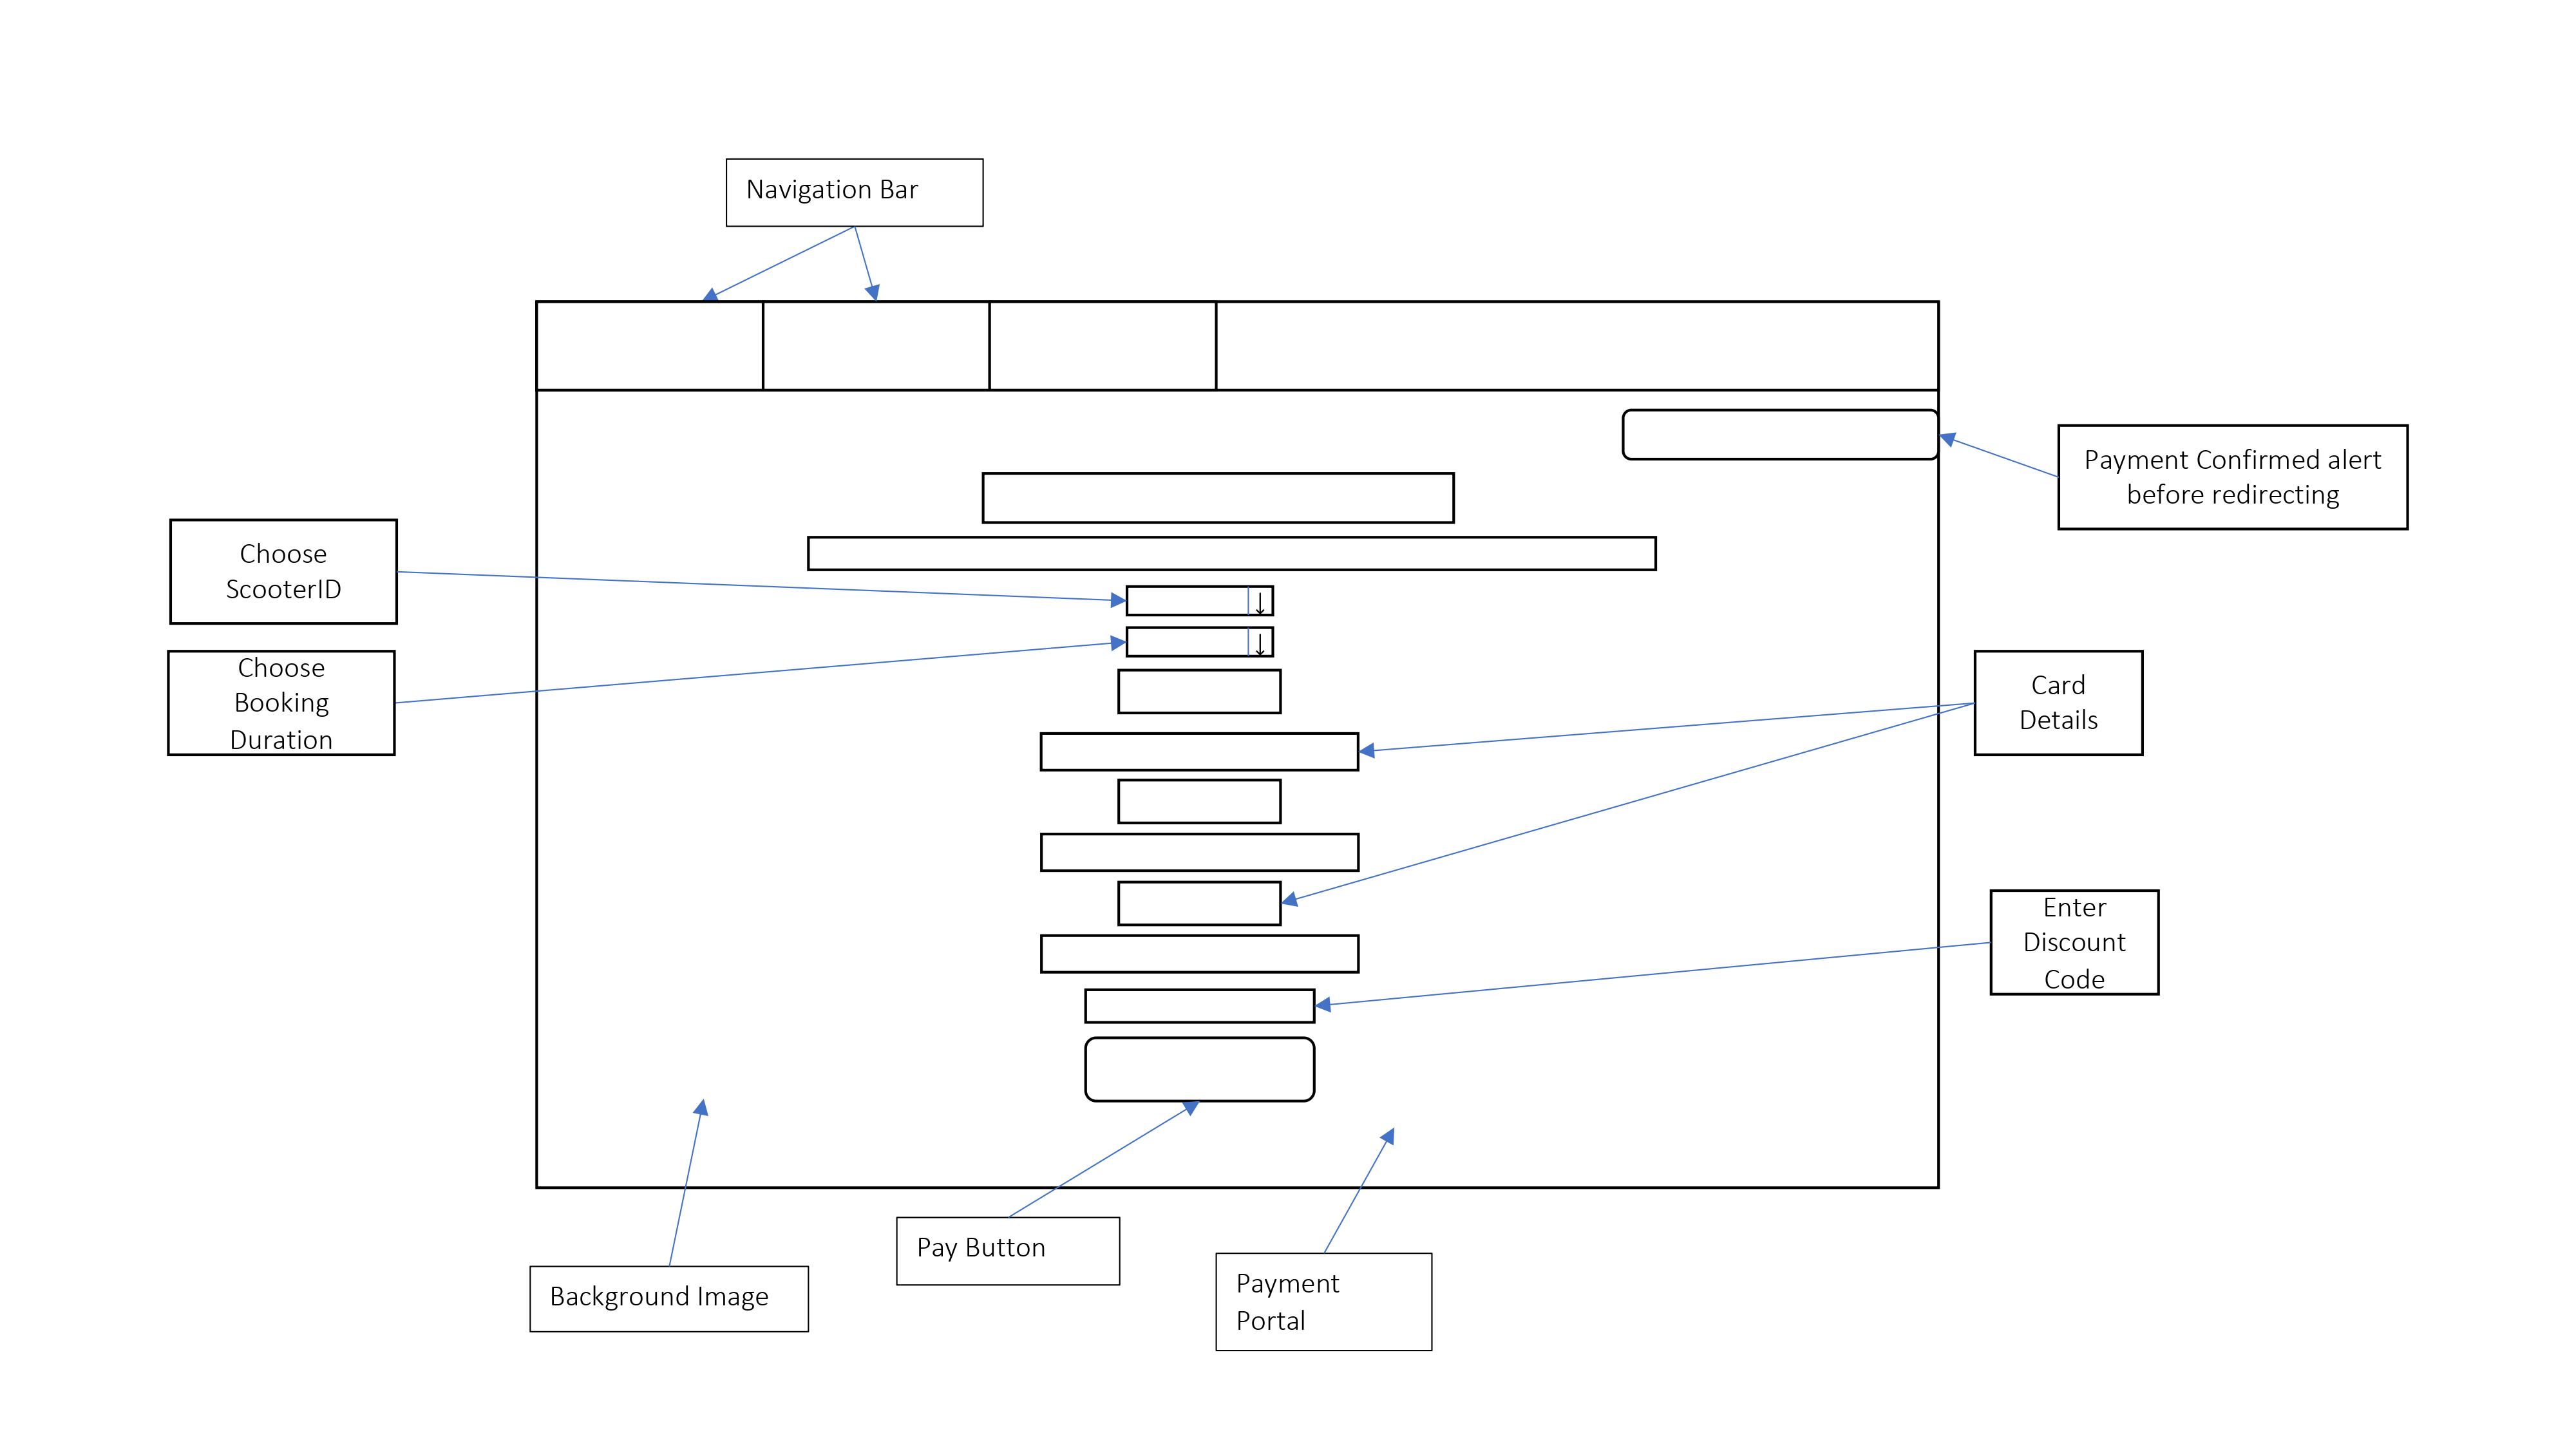 Navigation Bar
Payment Confirmed alert
before redirecting
Choose
ScooterID
Choose
Booking
Duration
Card
Details
Enter
Discount
Code
Pay Button
Payment
Portal
Background Image